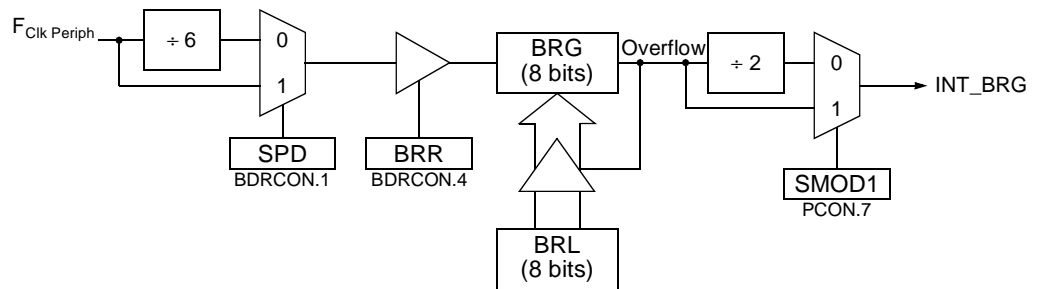 F Clk Periph
÷ 6
0
1
SPD
BDRCON.1
BRR
BDRCON.4
BRG
(8 bits)
Overflow
BRL
(8 bits)
÷ 2
0
1
SMOD1
PCON.7
INT_BRG